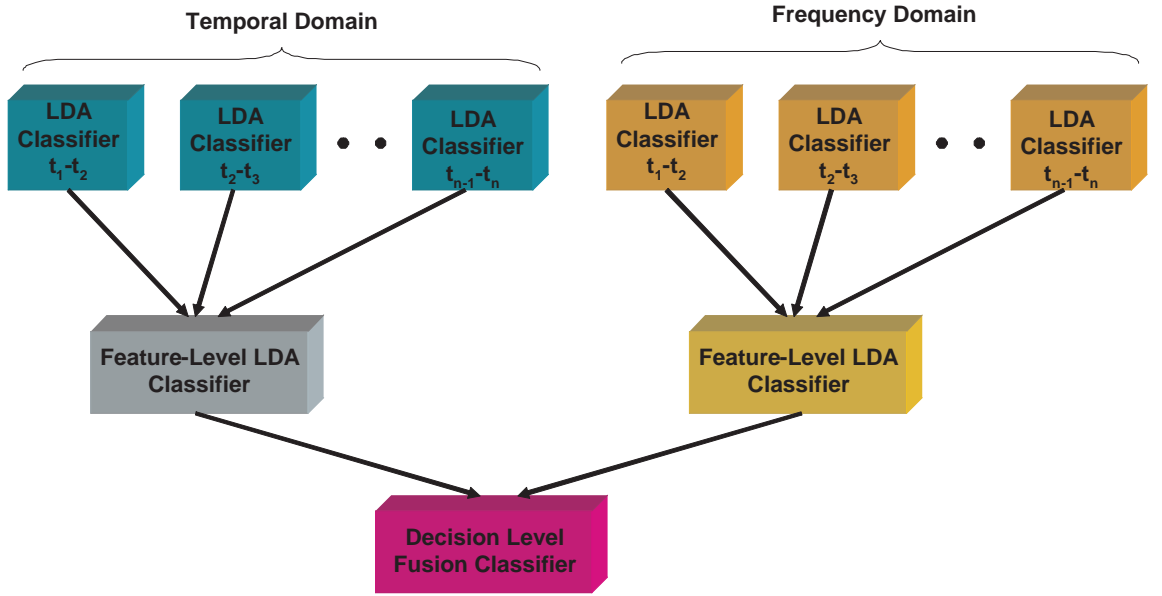 Temporal Domain
Frequency Domain
LDA
Classifier
t₁-t₂
LDA
Classifier
t₂-t₃
LDA
Classifier
tₙ₋₁-tₙ
LDA
Classifier
t₁-t₂
LDA
Classifier
t₂-t₃
LDA
Classifier
tₙ₋₁-tₙ
Feature-Level LDA
Classifier
Feature-Level LDA
Classifier
Decision Level
Fusion Classifier